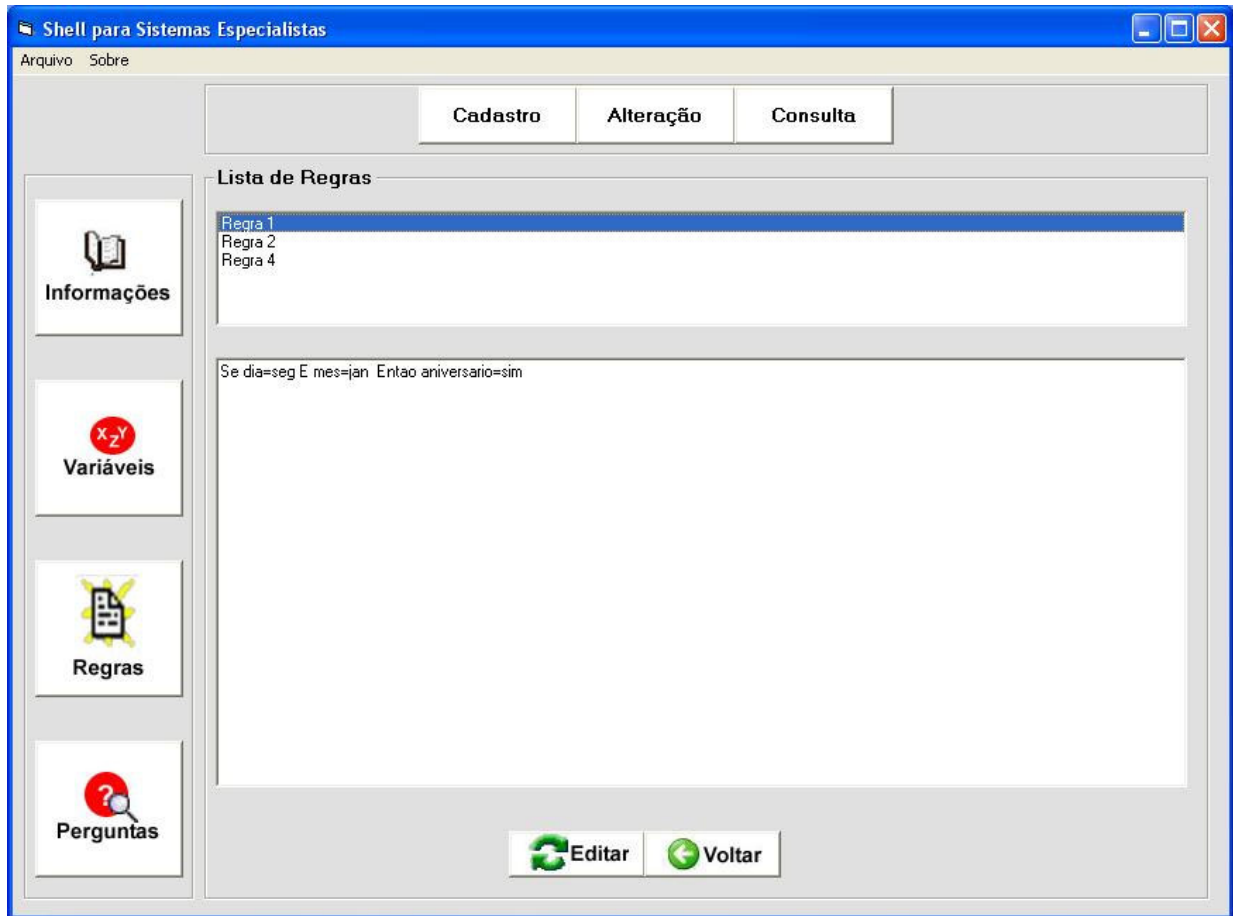 Shell para Sistemas Especialistas
Arquivo Sobre
Cadastro Alteração Consulta
Lista de Regras
Regra 1
Regra 2
Regra 4
Informações
Se dia=seg E mes=jan Entao aniversario=sim
X Z Y
Variáveis
Regras
?
Perguntas
Editar Voltar